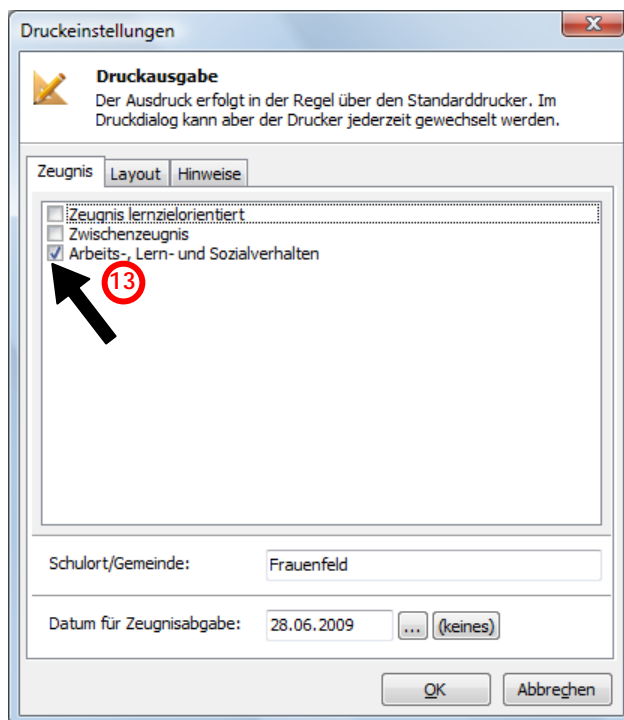 Druckeinstellungen
X
Druckausgabe
Der Ausdruck erfolgt in der Regel über den Standarddrucker. Im
Druckdialog kann aber der Drucker jederzeit gewechselt werden.
Zeugnis Layout Hinweise
Zeugnis lernzielorientiert
Zwischenzeugnis
Arbeits-, Lern- und Sozialverhalten
13
Schulort/Gemeinde: Frauenfeld
Datum für Zeugnisabgabe: 28.06.2009 ... (keines)
OK Abbrechen